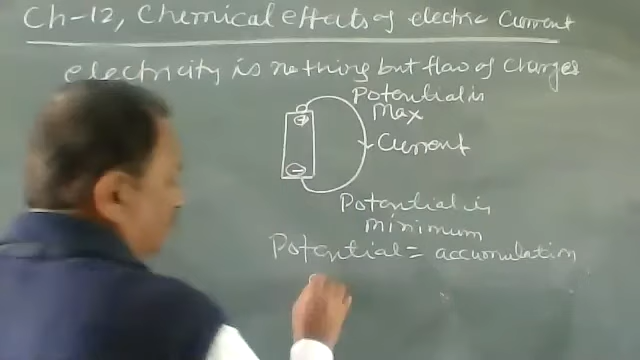 Ch-12, Chemical effects of electric Current
electricity is nothing but flow of Charges
Potential is
Max
+
Current
−
Potential is
minimum
Potential = accumulation